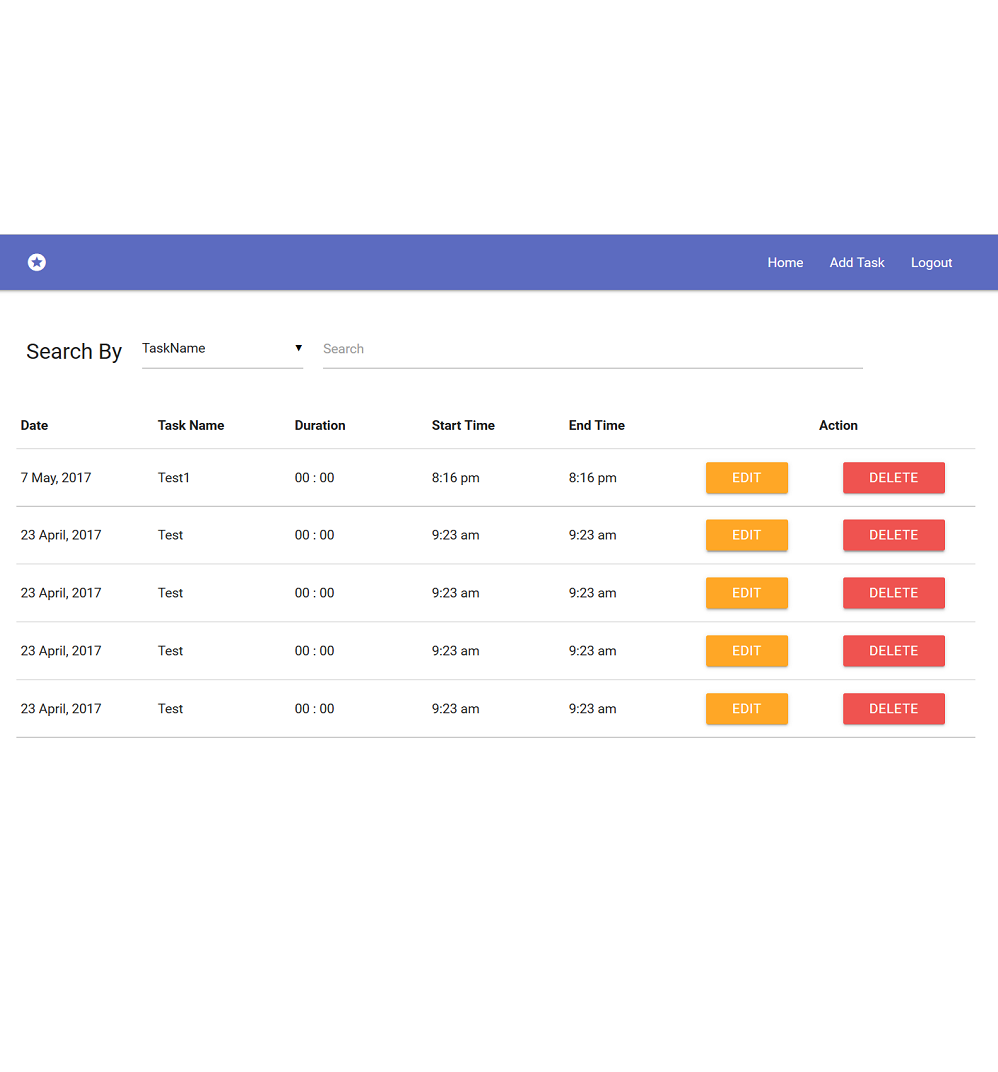 Home Add Task Logout
Search By TaskName Search
Date Task Name Duration Start Time End Time Action
7 May, 2017 Test1 00 : 00 8:16 pm 8:16 pm EDIT DELETE
23 April, 2017 Test 00 : 00 9:23 am 9:23 am EDIT DELETE
23 April, 2017 Test 00 : 00 9:23 am 9:23 am EDIT DELETE
23 April, 2017 Test 00 : 00 9:23 am 9:23 am EDIT DELETE
23 April, 2017 Test 00 : 00 9:23 am 9:23 am EDIT DELETE